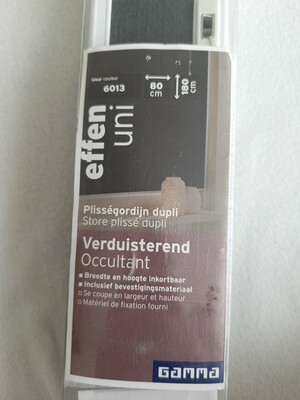 kleur couleur
6013
80 cm
180 cm
effen
uni
Plisségordijn dupli
Store plissé dupli
Verduisterend
Occultant
Breedte en hoogte inkortbaar
Inclusief bevestigingsmateriaal
Se coupe en largeur et hauteur
Matériel de fixation fourni
GAMMA